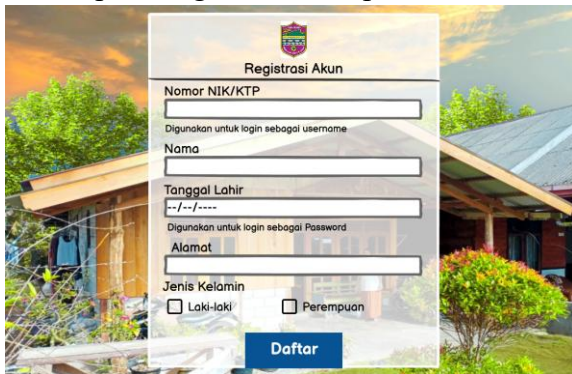 Registrasi Akun
Nomor NIK/KTP
Digunakan untuk login sebagai username
Nama
Tanggal Lahir
--/--/----
Digunakan untuk login sebagai Password
Alamat
Jenis Kelamin
Laki-laki Perempuan
Daftar